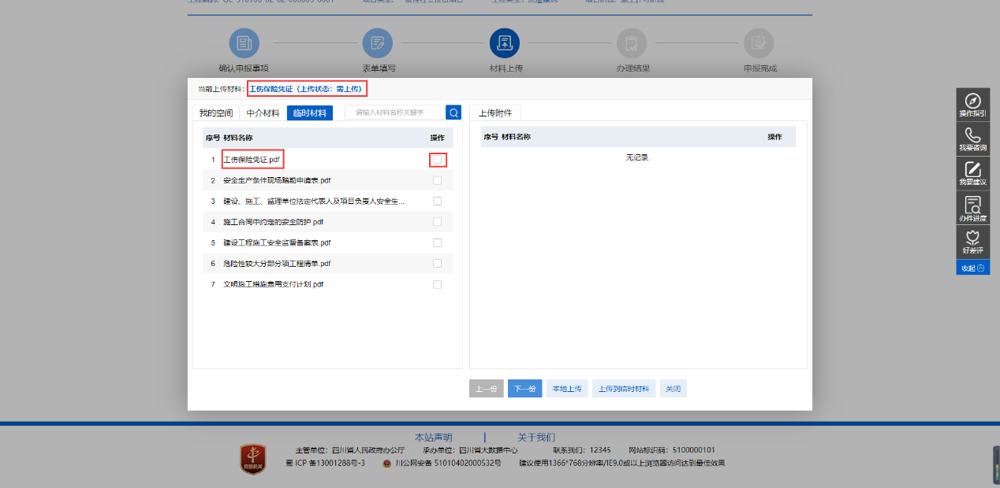 确认申报事项 表单填写 材料上传 办理结果 申报完成
当前上传材料: 工伤保险凭证(上传状态:需上传)
我的空间 中介材料 临时材料 请输入材料名称关键字 上传附件
序号 材料名称 操作 序号 材料名称 操作
1 工伤保险凭证.pdf 无记录.
2 安全生产条件现场踏勘申请表.pdf
3 建设、施工、监理单位法定代表人及项目负责人安全生...
4 施工合同中约定的安全防护.pdf
5 建设工程施工安全监督备案表.pdf
6 危险性较大分部分项工程清单.pdf
7 文明施工措施费用支付计划.pdf
上一份 下一份 本地上传 上传到临时材料 关闭
操作指引
我要咨询
我要建议
办件进度
好差评
收起
本站声明 | 关于我们
主管单位:四川省人民政府办公厅 承办单位:四川省大数据中心 联系我们:12345 网站标识码:5100000101
蜀 ICP 备13001288号-3 川公网安备 51010402000532号 建议使用1366*768分辨率/IE9.0或以上浏览器访问达到最佳效果
党政机关